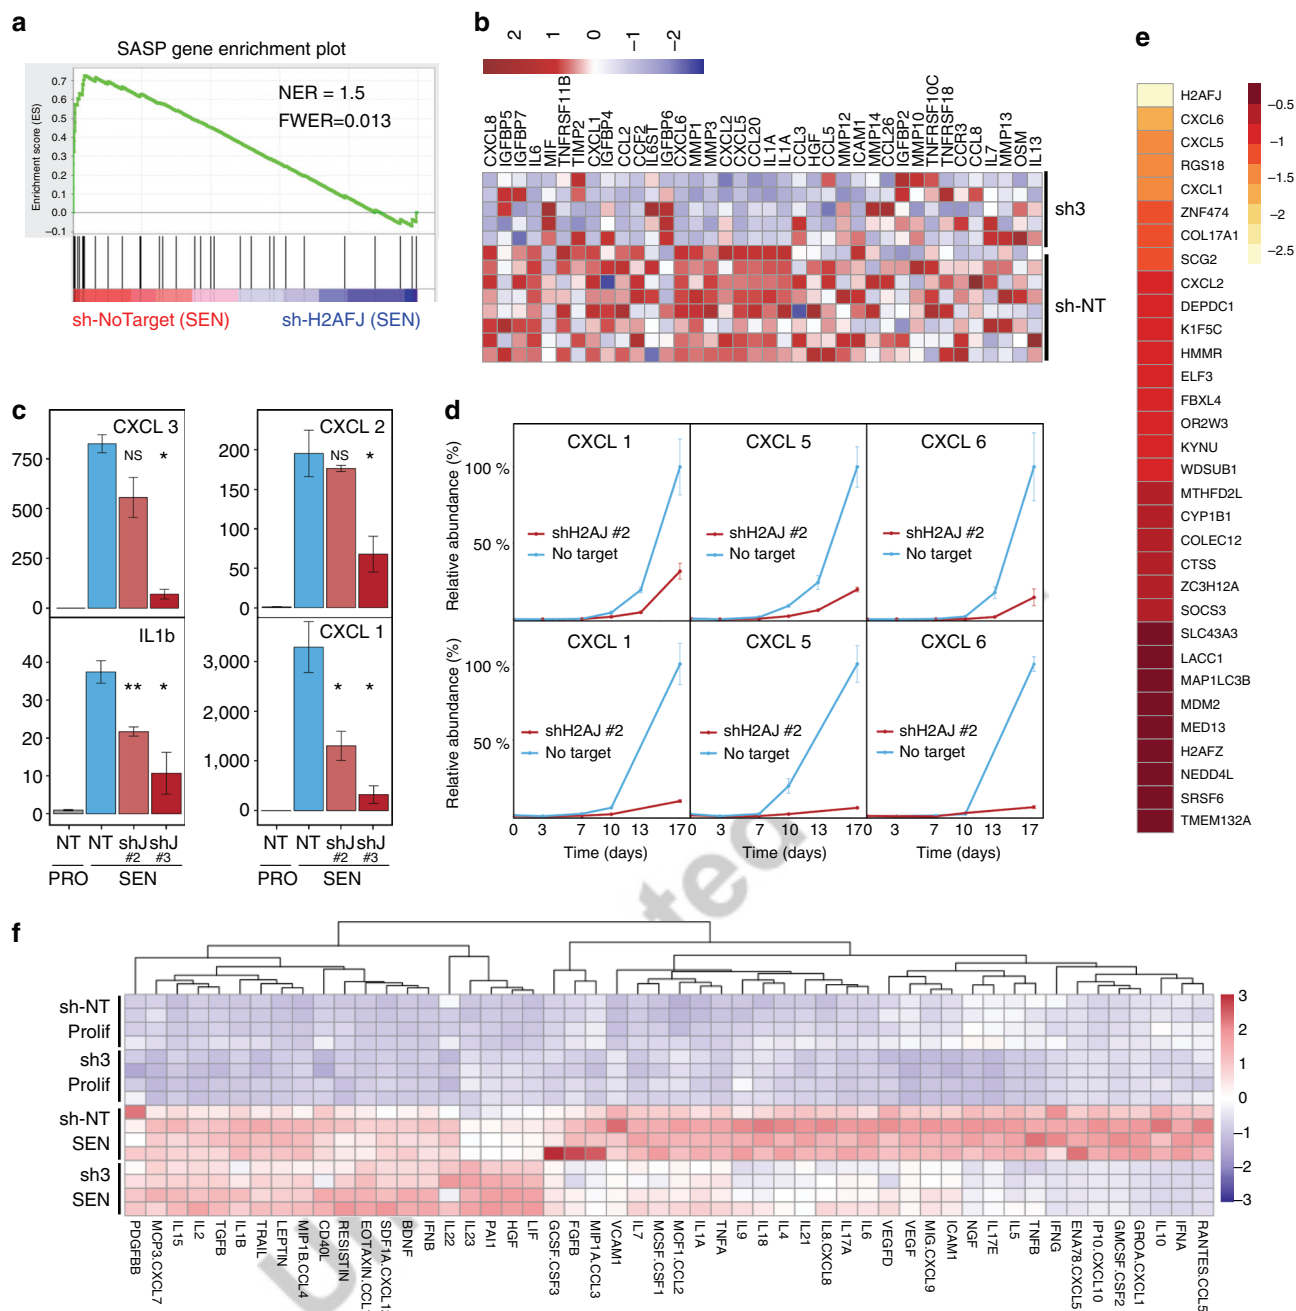 a
SASP gene enrichment plot
NER = 1.5
FWER=0.013
Enrichment score (ES)
0.7
0.6
0.5
0.4
0.3
0.2
0.1
0.0
–0.1
sh-NoTarget (SEN)
sh-H2AFJ (SEN)
b
2
1
0
–1
–2
CXCL8
IGFBP5
IGFBP7
IL6
MIF
TNFRSF11B
TIMP2
CXCL1
IGFBP4
CCL2
CCF2
IL6ST
IGFBP6
CXCL6
MMP1
MMP3
CXCL2
CXCL5
CCL20
IL1A
IL1A
CCL3
HGF
CCL5
MMP12
ICAM1
MMP14
CCL26
IGFBP2
MMP10
TNFRSF10C
TNFRSF18
CCR3
CCL8
IL7
MMP13
OSM
IL13
sh3
sh-NT
e
H2AFJ
CXCL6
CXCL5
RGS18
CXCL1
ZNF474
COL17A1
SCG2
CXCL2
DEPDC1
K1F5C
HMMR
ELF3
FBXL4
OR2W3
KYNU
WDSUB1
MTHFD2L
CYP1B1
COLEC12
CTSS
ZC3H12A
SOCS3
SLC43A3
LACC1
MAP1LC3B
MDM2
MED13
H2AFZ
NEDD4L
SRSF6
TMEM132A
–0.5
–1
–1.5
–2
–2.5
c
CXCL 3
NS
*
750
500
250
0
CXCL 2
NS
*
200
150
100
50
0
IL1b
**
*
40
30
20
10
0
CXCL 1
*
*
3,000
2,000
1,000
0
NT NT shJ shJ
#2 #3
PRO SEN
NT NT shJ shJ
#2 #3
PRO SEN
d
Relative abundance (%)
100 %
50 %
CXCL 1
shH2AJ #2
No target
CXCL 5
shH2AJ #2
No target
CXCL 6
shH2AJ #2
No target
Relative abundance (%)
100 %
50 %
CXCL 1
shH2AJ #2
No target
CXCL 5
shH2AJ #2
No target
CXCL 6
shH2AJ #2
No target
0 3 7 10 13 17 0 3 7 10 13 17 0 3 7 10 13 17
Time (days)
Time (days)
Time (days)
f
sh-NT
Prolif
sh3
Prolif
sh-NT
SEN
sh3
SEN
3
2
1
0
–1
–2
–3
PDGFBB
MCP3.CXCL7
IL15
IL2
TGFB
IL1B
TRAIL
LEPTIN
MIP1B.CCL4
CD40L
RESISTIN
EOTAXIN.CCL
SDF1A.CXCL1
BDNF
IFNB
IL22
IL23
PAI1
HGF
LIF
GCSF.CSF3
FGFB
MIP1A.CCL3
VCAM1
IL7
MCSF.CSF1
MCF1.CCL2
IL1A
TNFA
IL9
IL18
IL4
IL21
IL8.CXCL8
IL17A
IL6
VEGFD
VEGF
MIG.CXCL9
ICAM1
NGF
IL17E
IL5
TNFB
IFNG
ENA78.CXCL5
IP10.CXCL10
GMCSF.CSF2
GROA.CXCL1
IL10
IFNA
RANTES.CCL5